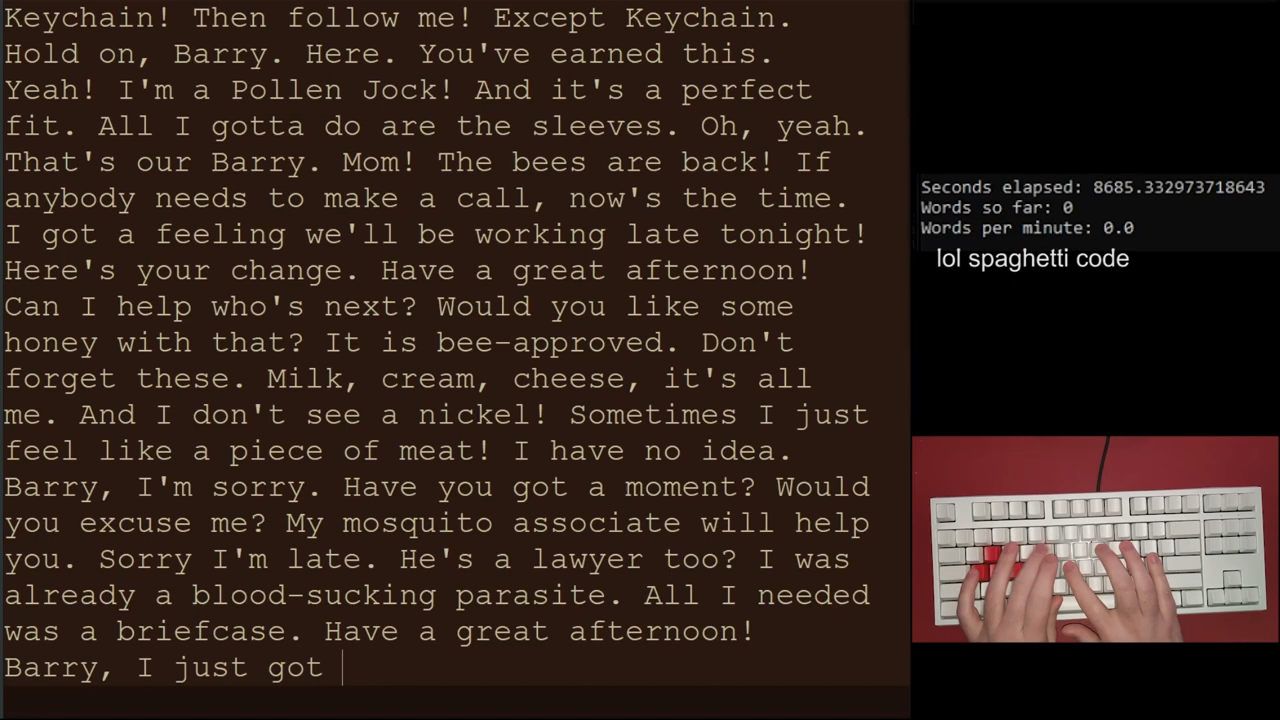 Keychain! Then follow me! Except Keychain.
Hold on, Barry. Here. You've earned this.
Yeah! I'm a Pollen Jock! And it's a perfect
fit. All I gotta do are the sleeves. Oh, yeah.
That's our Barry. Mom! The bees are back! If
anybody needs to make a call, now's the time.
I got a feeling we'll be working late tonight!
Here's your change. Have a great afternoon!
Can I help who's next? Would you like some
honey with that? It is bee-approved. Don't
forget these. Milk, cream, cheese, it's all
me. And I don't see a nickel! Sometimes I just
feel like a piece of meat! I have no idea.
Barry, I'm sorry. Have you got a moment? Would
you excuse me? My mosquito associate will help
you. Sorry I'm late. He's a lawyer too? I was
already a blood-sucking parasite. All I needed
was a briefcase. Have a great afternoon!
Barry, I just got
Seconds elapsed: 8685.332973718643
Words so far: 0
Words per minute: 0.0
lol spaghetti code